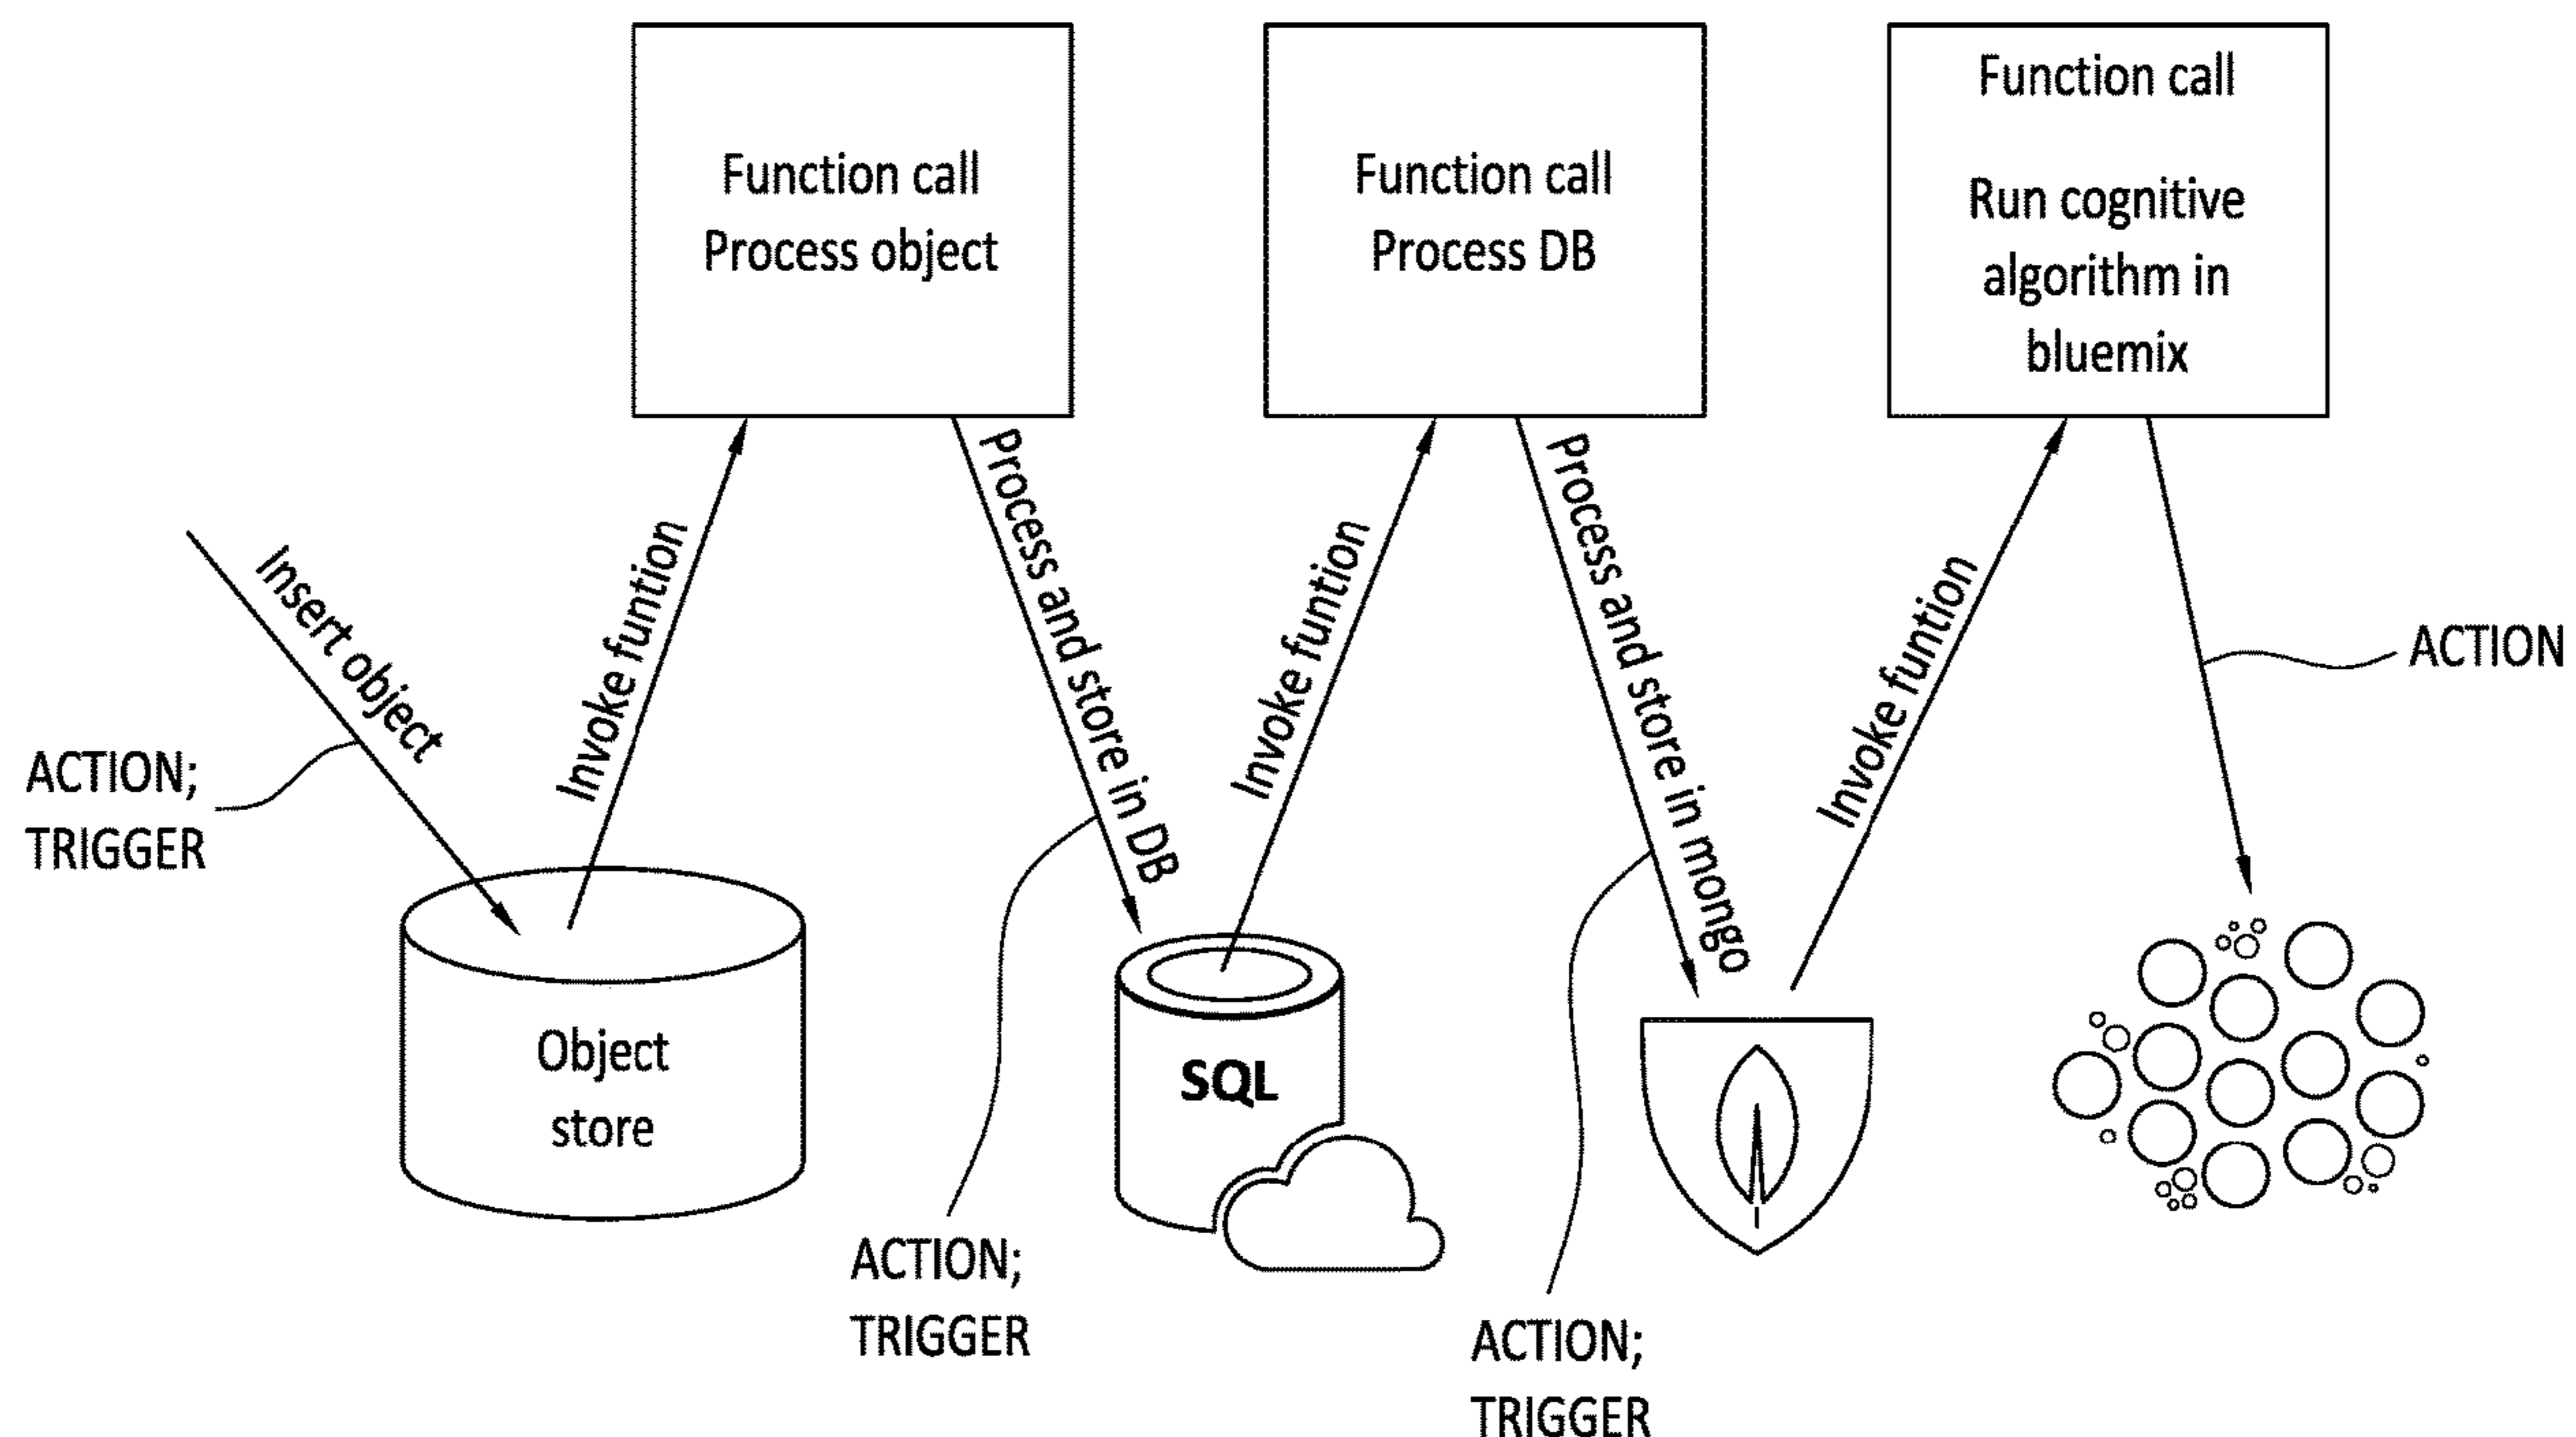 Function call
Process object
Function call
Process DB
Function call
Run cognitive
algorithm in
bluemix
Insert object
Invoke funtion
Process and store in DB
Invoke funtion
Process and store in mongo
Invoke funtion
ACTION
ACTION;
TRIGGER
Object
store
SQL
ACTION;
TRIGGER
ACTION;
TRIGGER